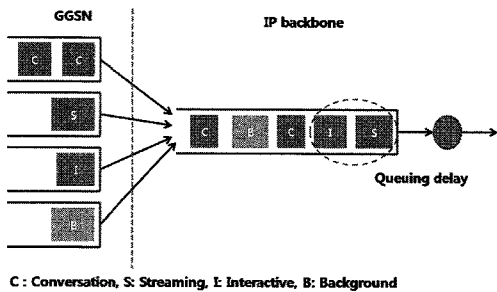 GGSN
IP backbone
C C
S
I
B
C B C I S
Queuing delay
C : Conversation, S: Streaming, I: Interactive, B: Background